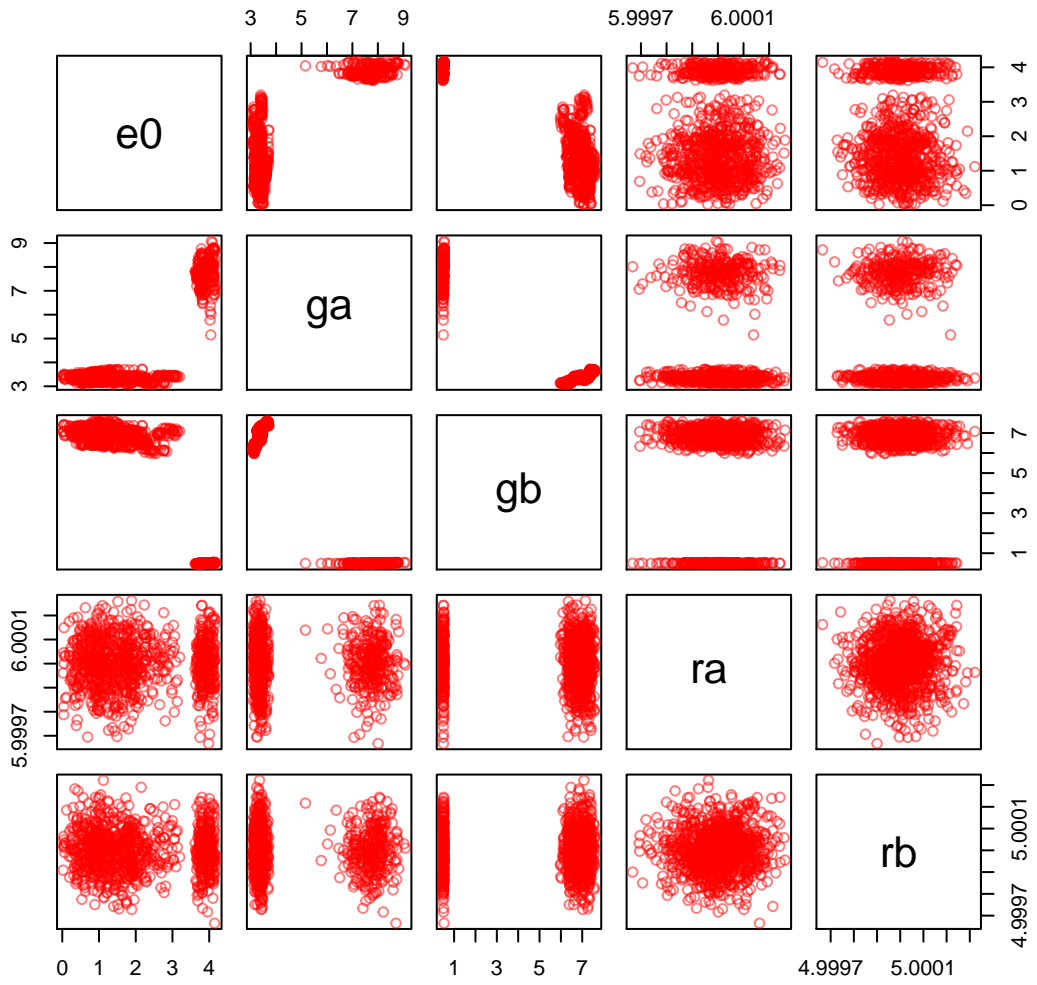 3 5 7 9 5.9997 6.0001
e0 0 1 2 3 4
3 5 7 9 ga
gb 1 3 5 7
5.9997 6.0001 ra
rb 4.9997 5.0001
0 1 2 3 4 1 3 5 7 4.9997 5.0001